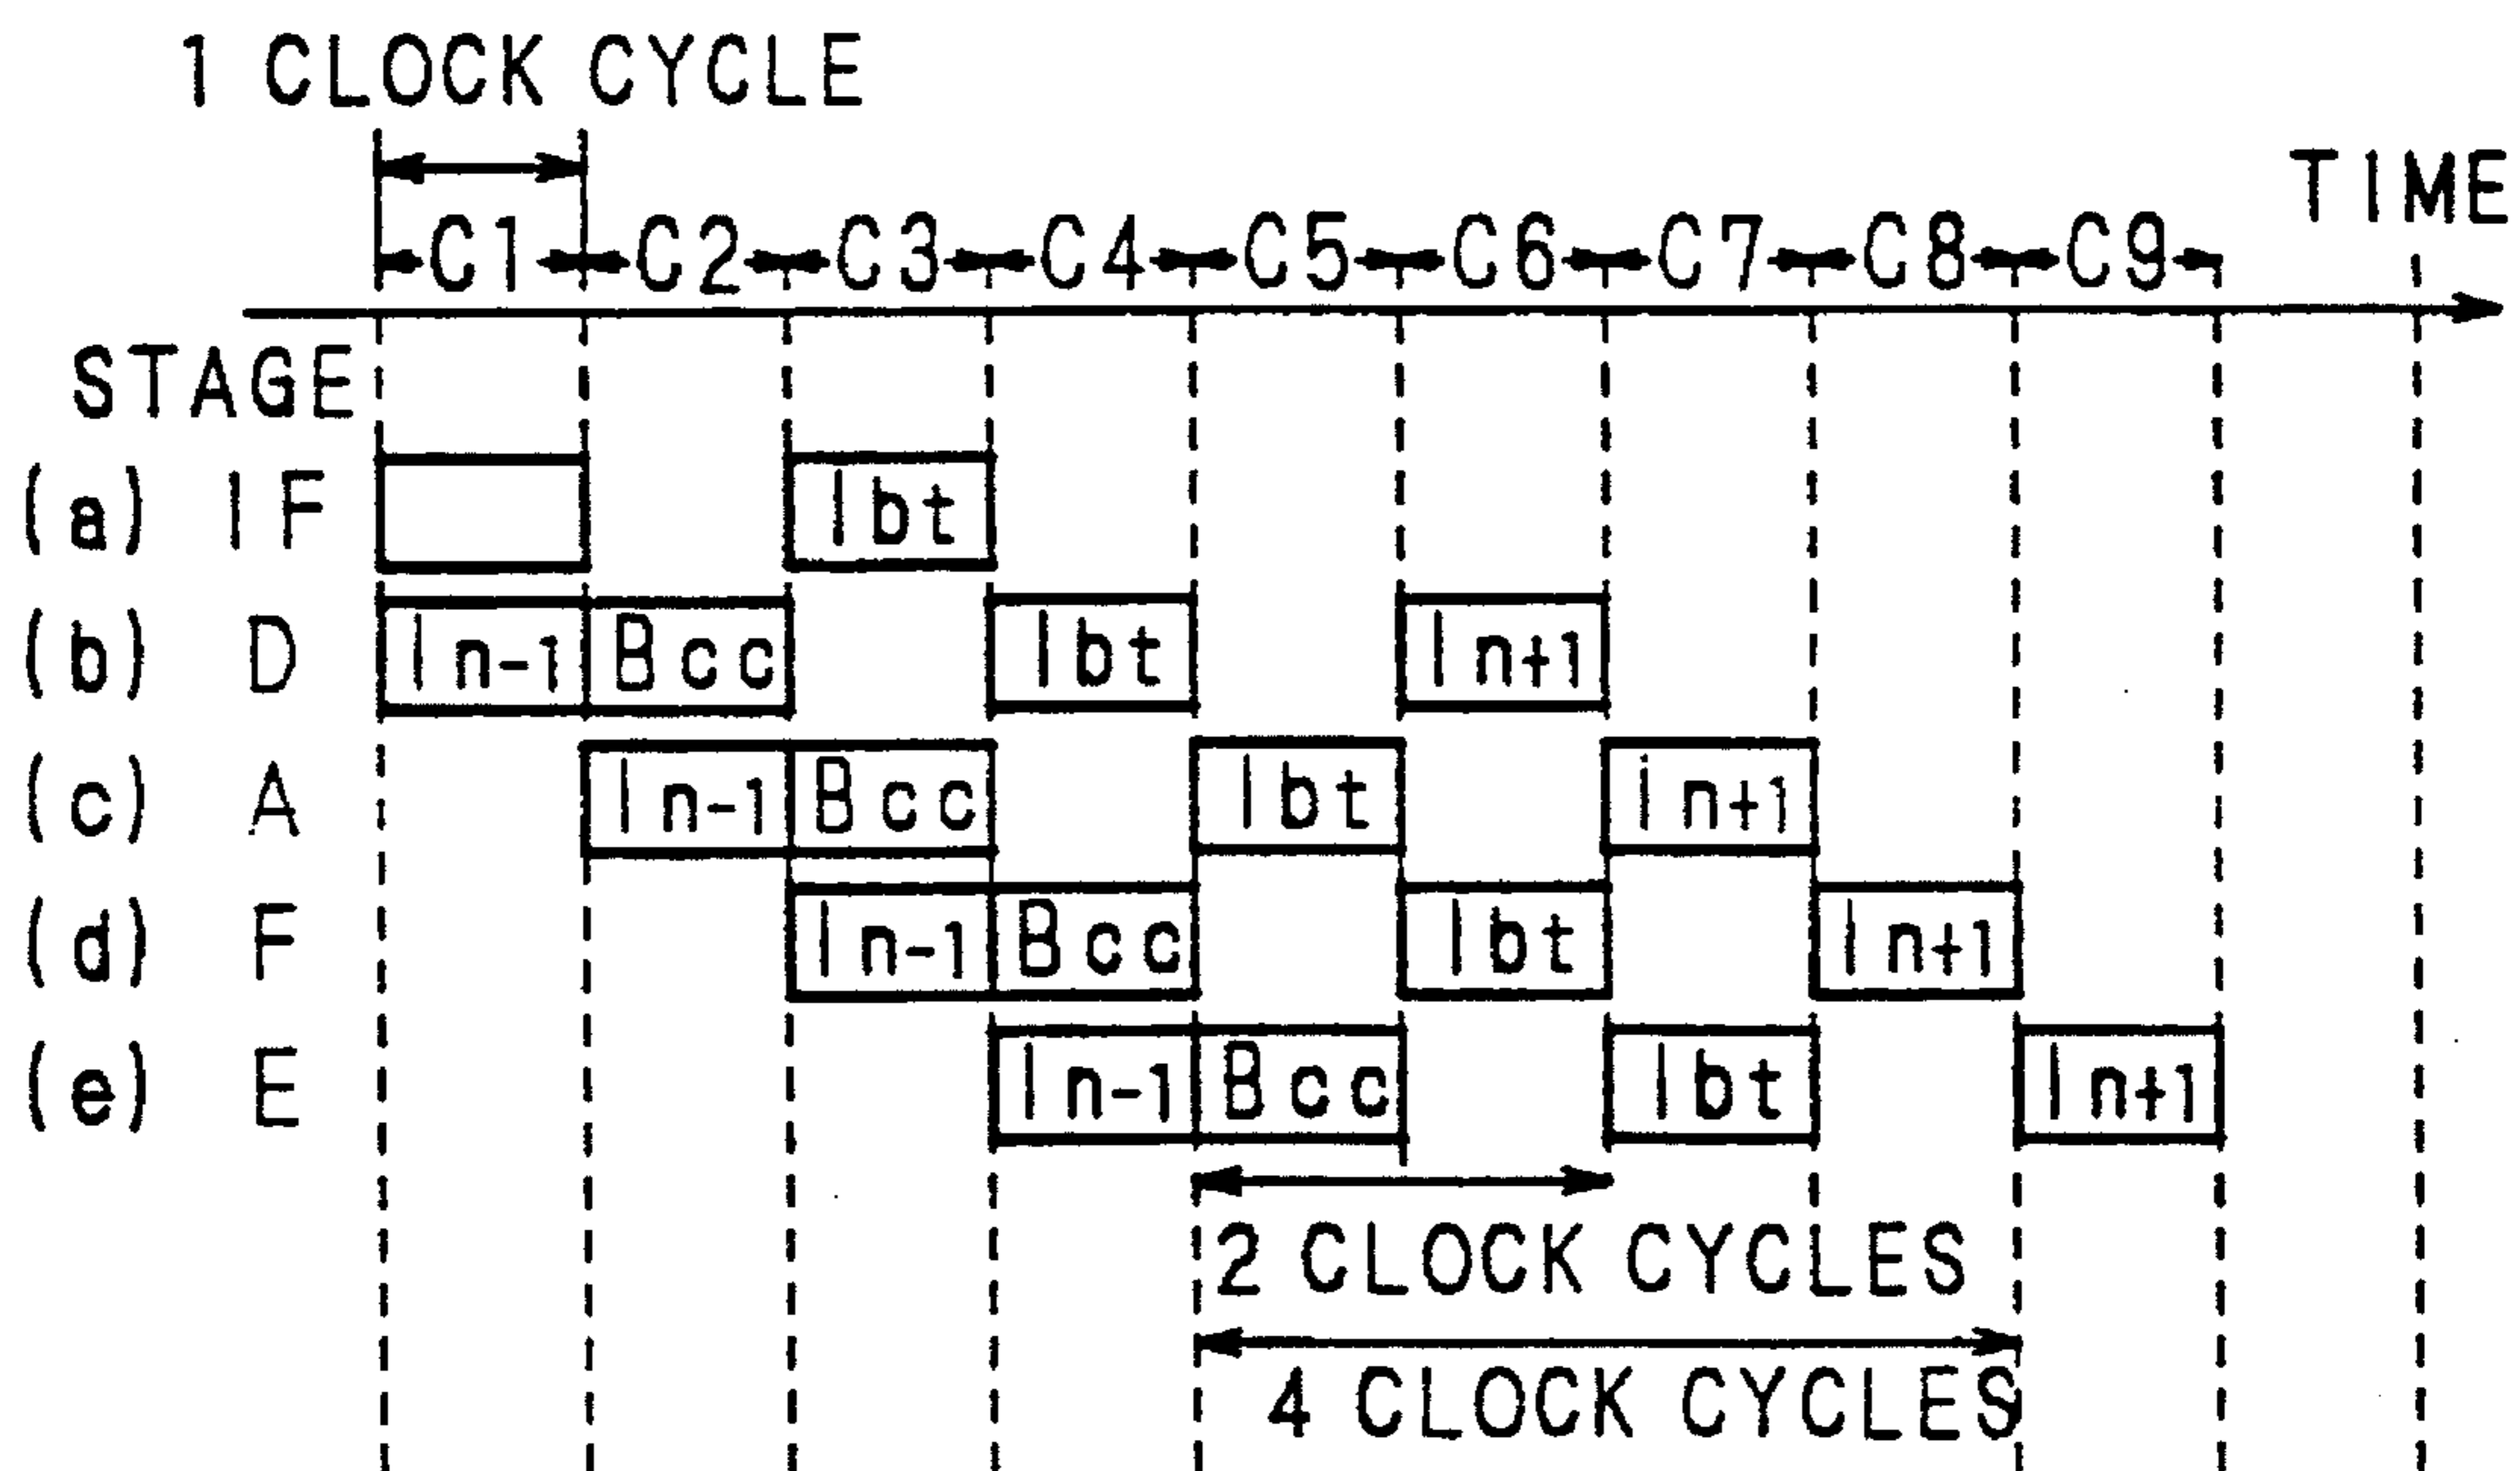 1 CLOCK CYCLE
TIME
C1 C2 C3 C4 C5 C6 C7 C8 C9
STAGE
(a) IF Ibt
(b) D In-1 Bcc Ibt In+1
(c) A In-1 Bcc Ibt in+1
(d) F In-1 Bcc Ibt In+1
(e) E In-1 Bcc Ibt In+1
2 CLOCK CYCLES
4 CLOCK CYCLES